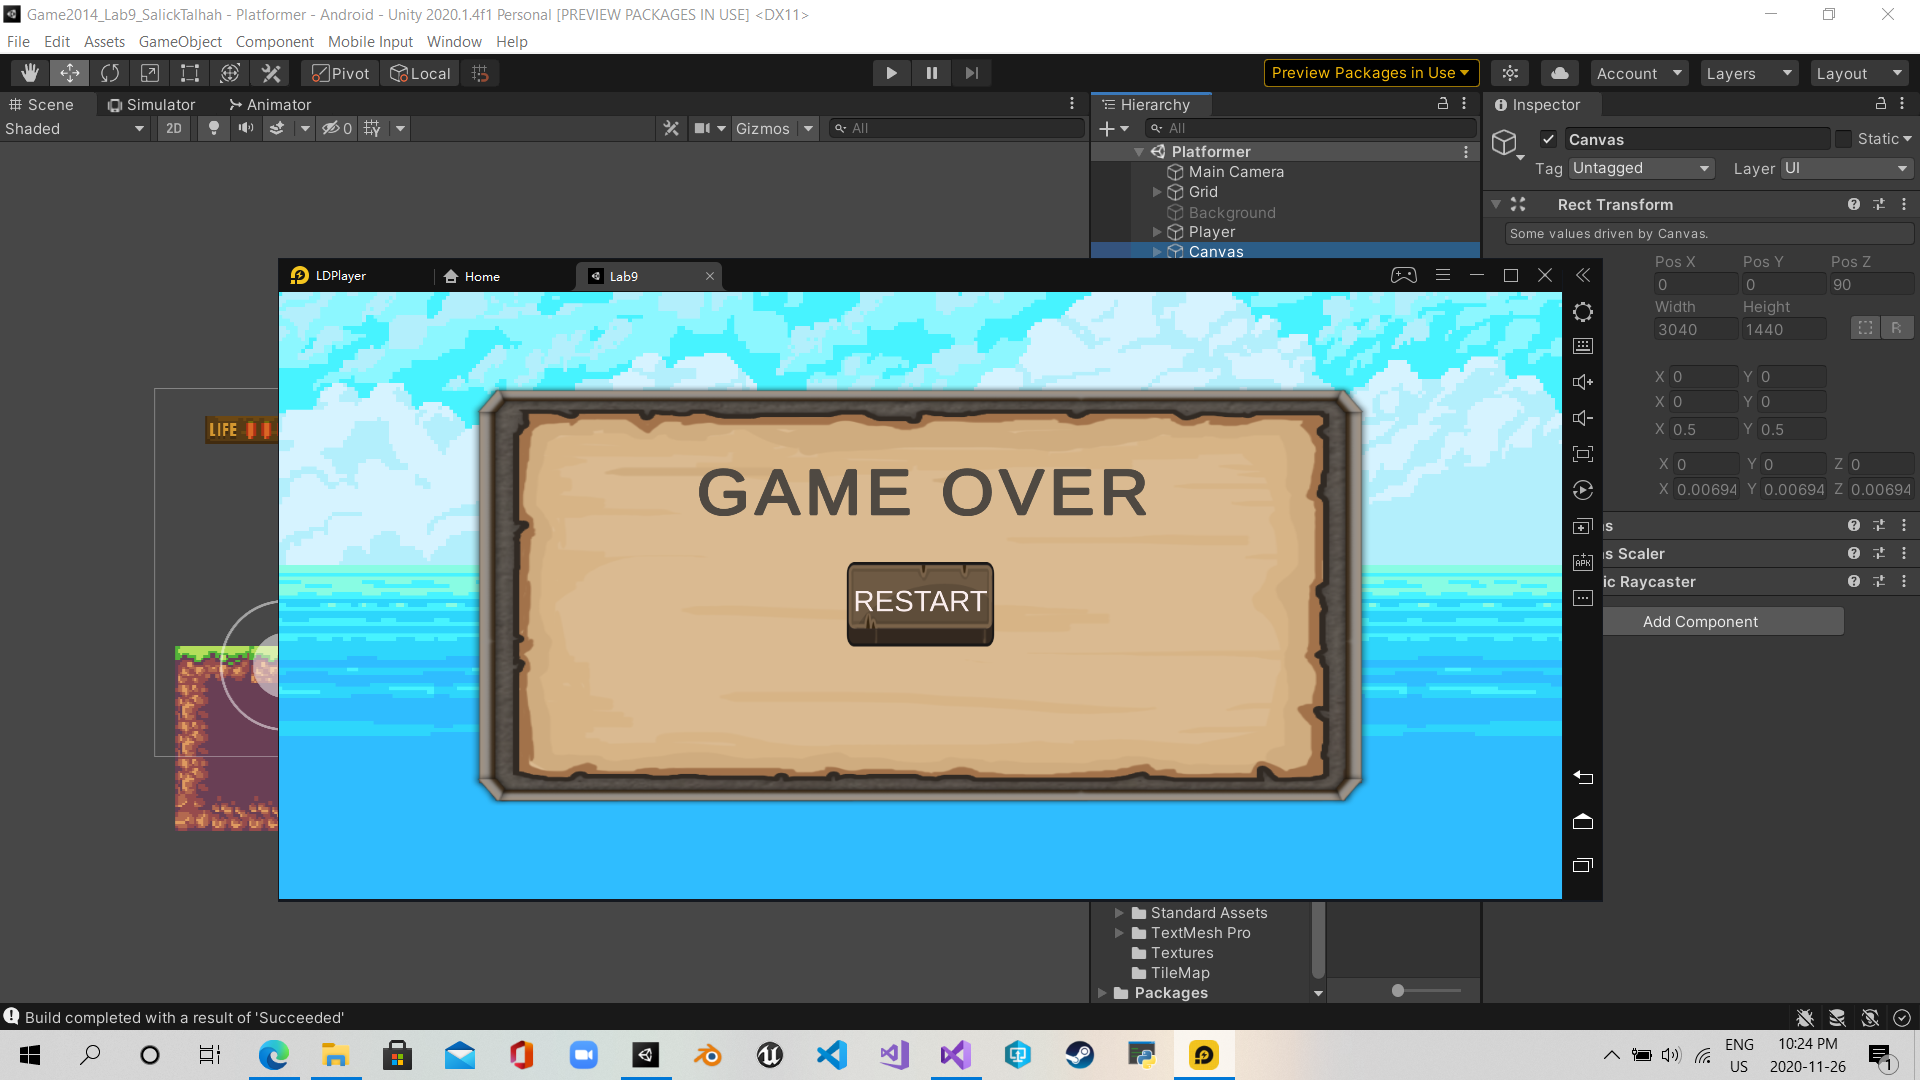 Game2014_Lab9_SalickTalhah - Platformer - Android - Unity 2020.1.4f1 Personal [PREVIEW PACKAGES IN USE] <DX11>
File Edit Assets GameObject Component Mobile Input Window Help
Pivot Local Preview Packages in Use Account Layers Layout
Scene Simulator Animator Hierarchy Inspector
Shaded 2D 0 Gizmos All All Canvas Static
Platformer
Tag Untagged Layer UI
Main Camera
Grid Rect Transform
Background
Player Some values driven by Canvas.
Canvas
Pos X Pos Y Pos Z
LDPlayer Home Lab9
0 0 90
Width Height
3040 1440 R
X 0 Y 0
X 0 Y 0
LIFE
X 0.5 Y 0.5
X 0 Y 0 Z 0
X 0.00694 Y 0.00694 Z 0.00694
GAME OVER
s
s Scaler
APK
ic Raycaster
RESTART
Add Component
Standard Assets
TextMesh Pro
Textures
TileMap
Packages
Build completed with a result of 'Succeeded'
ENG 10:24 PM
US 2020-11-26 1